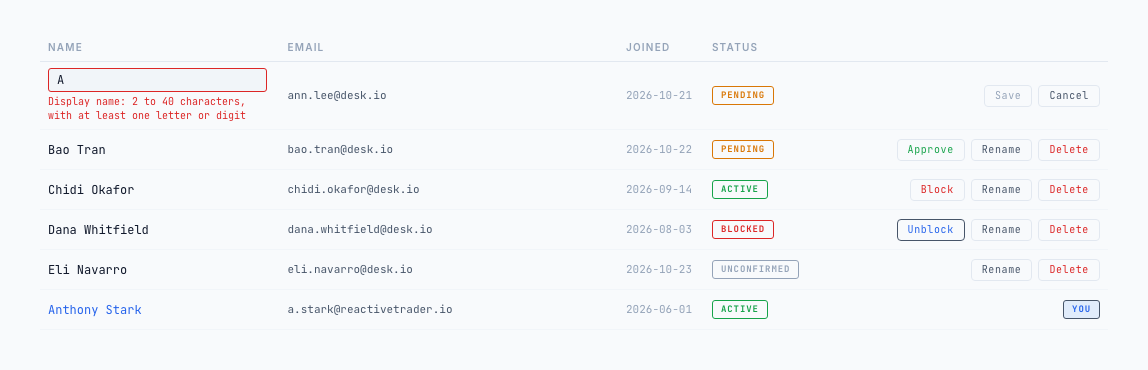 NAME EMAIL JOINED STATUS
A
Display name: 2 to 40 characters,
with at least one letter or digit
ann.lee@desk.io 2026-10-21 PENDING Save Cancel
Bao Tran bao.tran@desk.io 2026-10-22 PENDING Approve Rename Delete
Chidi Okafor chidi.okafor@desk.io 2026-09-14 ACTIVE Block Rename Delete
Dana Whitfield dana.whitfield@desk.io 2026-08-03 BLOCKED Unblock Rename Delete
Eli Navarro eli.navarro@desk.io 2026-10-23 UNCONFIRMED Rename Delete
Anthony Stark a.stark@reactivetrader.io 2026-06-01 ACTIVE YOU